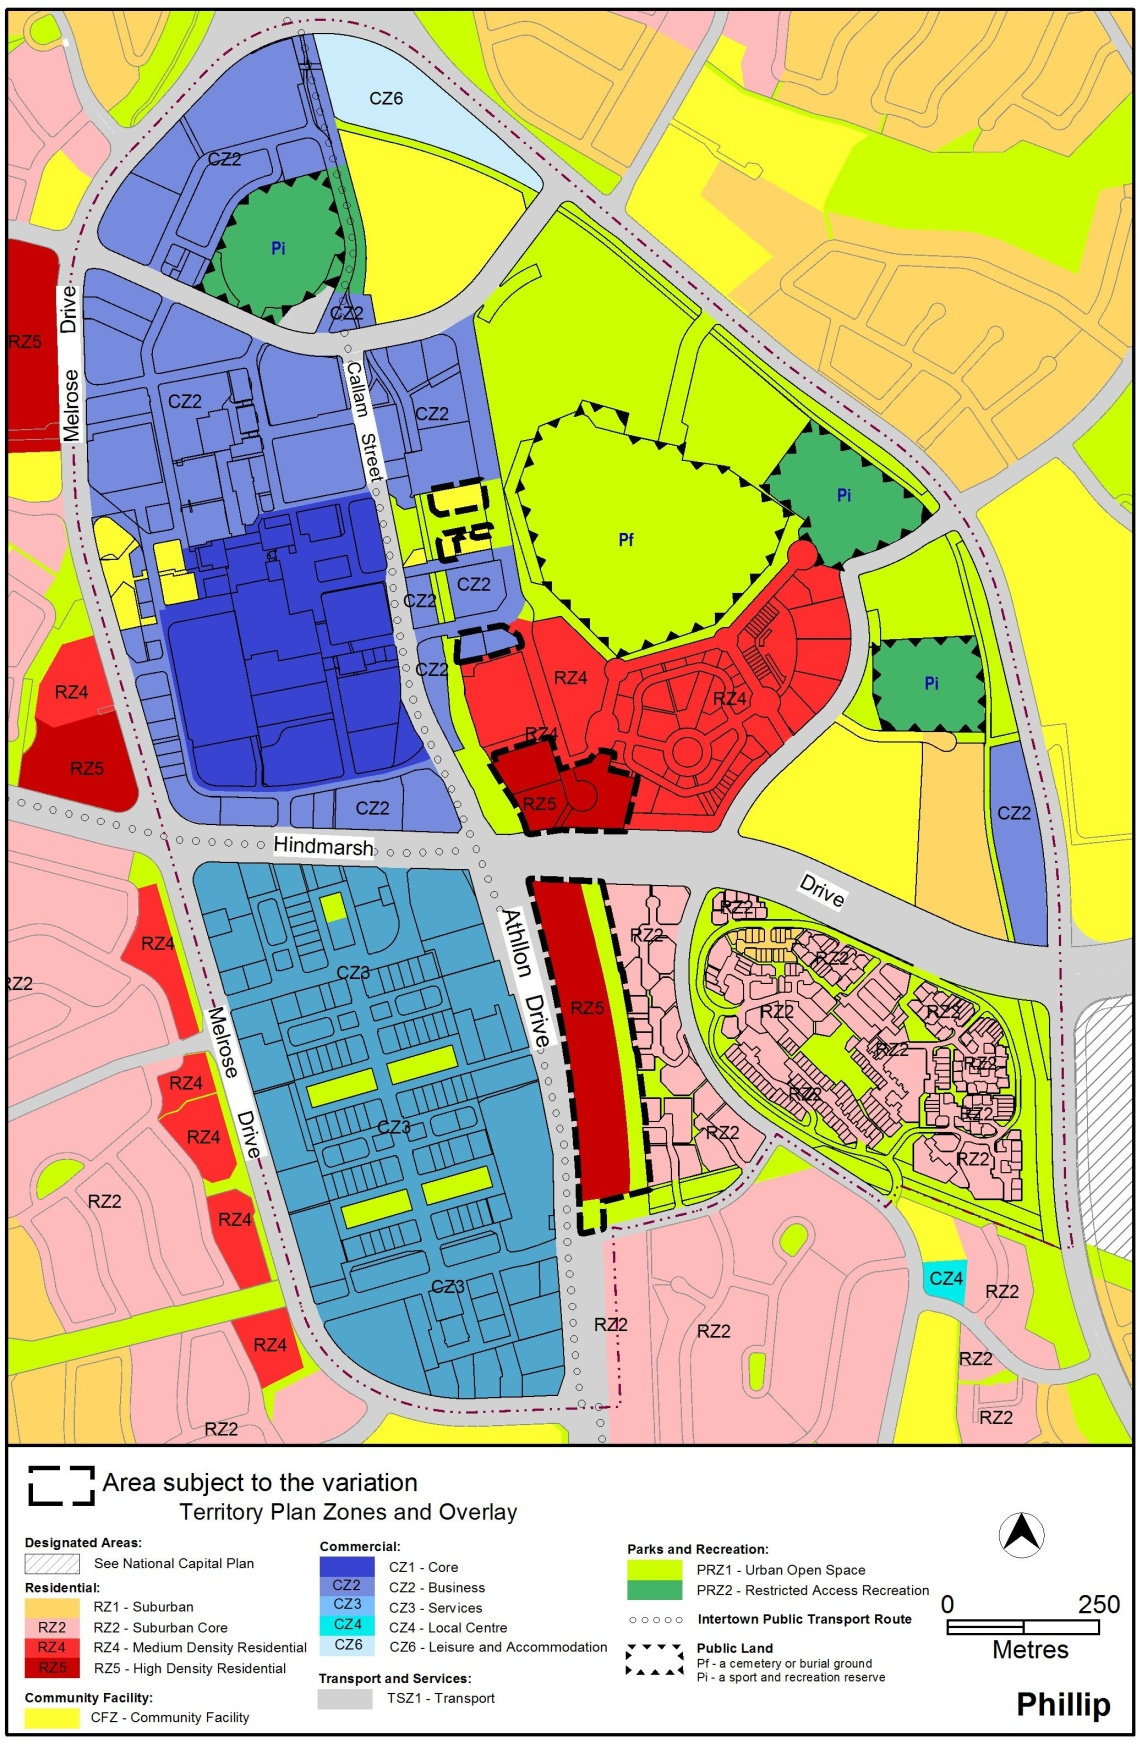 CZ6
CZ2
Pi
CZ2
RZ5
Melrose Drive
CZ2
Callam Street
CZ2
Pi
Pf
CZ2
CZ2
CZ2
Pi
RZ4
RZ4
RZ4
RZ4
RZ5
RZ5
CZ2
CZ2
Hindmarsh
Drive
RZ2
RZ2
RZ4
CZ3
Athllon Drive
RZ2
RZ2
RZ5
RZ2
RZ2
Melrose Drive
RZ2
RZ2
RZ4
RZ2
RZ4
CZ3
RZ2
RZ2
RZ2
RZ2
RZ4
CZ4
CZ3
RZ2
RZ2
RZ2
RZ4
RZ2
RZ2
RZ2
Area subject to the variation
Territory Plan Zones and Overlay
Designated Areas:
See National Capital Plan
Residential:
RZ1 - Suburban
RZ2 RZ2 - Suburban Core
RZ4 RZ4 - Medium Density Residential
RZ5 RZ5 - High Density Residential
Community Facility:
CFZ - Community Facility
Commercial:
CZ1 - Core
CZ2 CZ2 - Business
CZ3 CZ3 - Services
CZ4 CZ4 - Local Centre
CZ6 CZ6 - Leisure and Accommodation
Transport and Services:
TSZ1 - Transport
Parks and Recreation:
PRZ1 - Urban Open Space
PRZ2 - Restricted Access Recreation
Intertown Public Transport Route
Public Land
Pf - a cemetery or burial ground
Pi - a sport and recreation reserve
0 250
Metres
Phillip